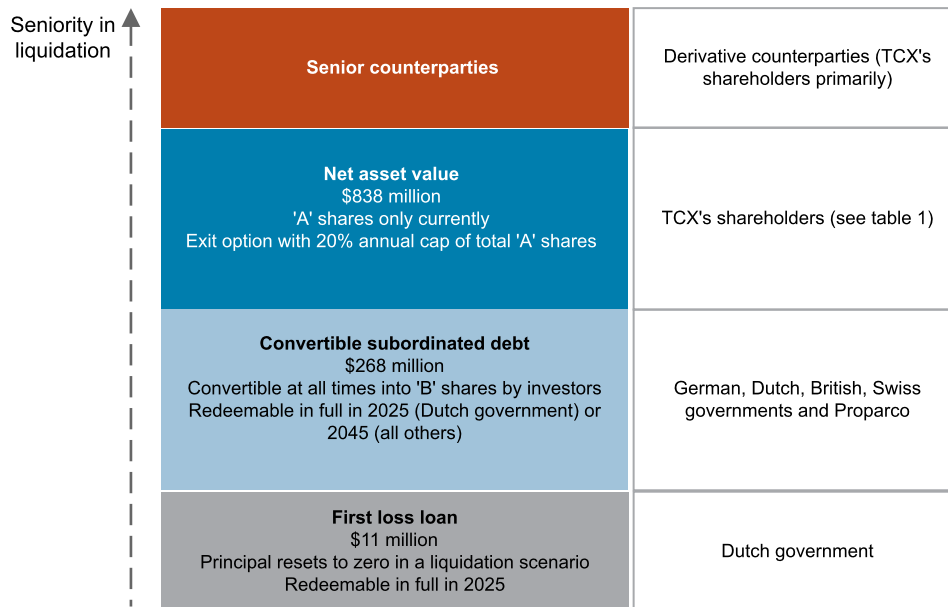 Seniority in
liquidation
Senior counterparties
Derivative counterparties (TCX's
shareholders primarily)
Net asset value
$838 million
'A' shares only currently
Exit option with 20% annual cap of total 'A' shares
TCX's shareholders (see table 1)
Convertible subordinated debt
$268 million
Convertible at all times into 'B' shares by investors
Redeemable in full in 2025 (Dutch government) or
2045 (all others)
German, Dutch, British, Swiss
governments and Proparco
First loss loan
$11 million
Principal resets to zero in a liquidation scenario
Redeemable in full in 2025
Dutch government